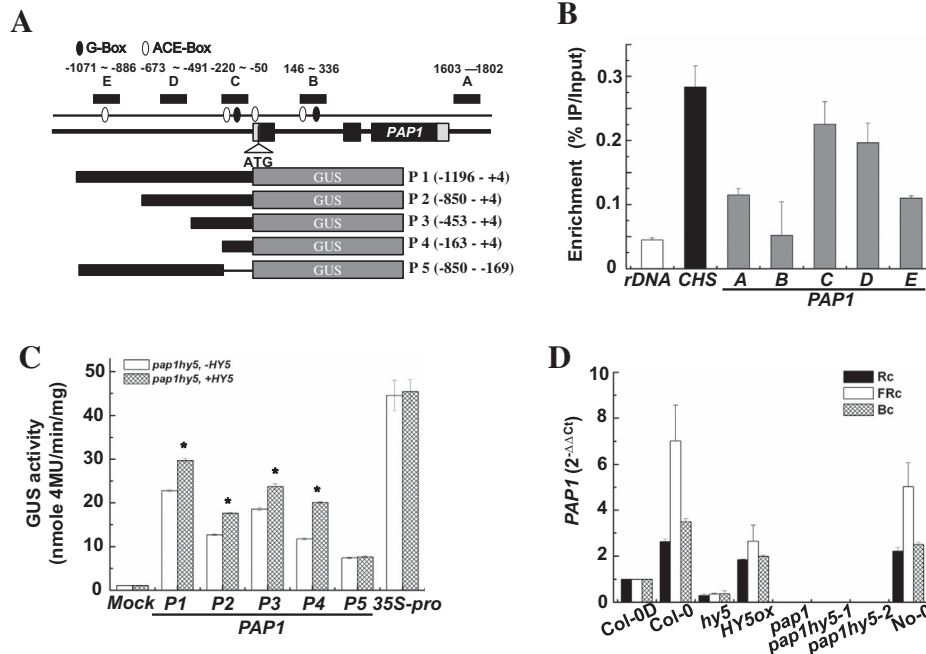 A
G-Box ACE-Box
-1071 ~ -886 -673 ~ -491 -220 ~ -50 146 ~ 336 1603 —1802
E D C B A
PAP1
ATG
GUS P 1 (-1196 - +4)
GUS P 2 (-850 - +4)
GUS P 3 (-453 - +4)
GUS P 4 (-163 - +4)
GUS P 5 (-850 - -169)
B
Enrichment (% IP/Input)
0.3
0.2
0.1
0
rDNA CHS A B C D E
PAP1
C
pap1hy5, -HY5
pap1hy5, +HY5
GUS activity
(nmole 4MU/min/mg)
50
40
30
20
10
0
* * * *
Mock P1 P2 P3 P4 P5 35S-pro
PAP1
D
Rc
FRc
Bc
PAP1 (2-ΔΔCt)
10
8
6
4
2
0
Col-0D Col-0 hy5 HY5ox pap1 pap1hy5-1 pap1hy5-2 No-0